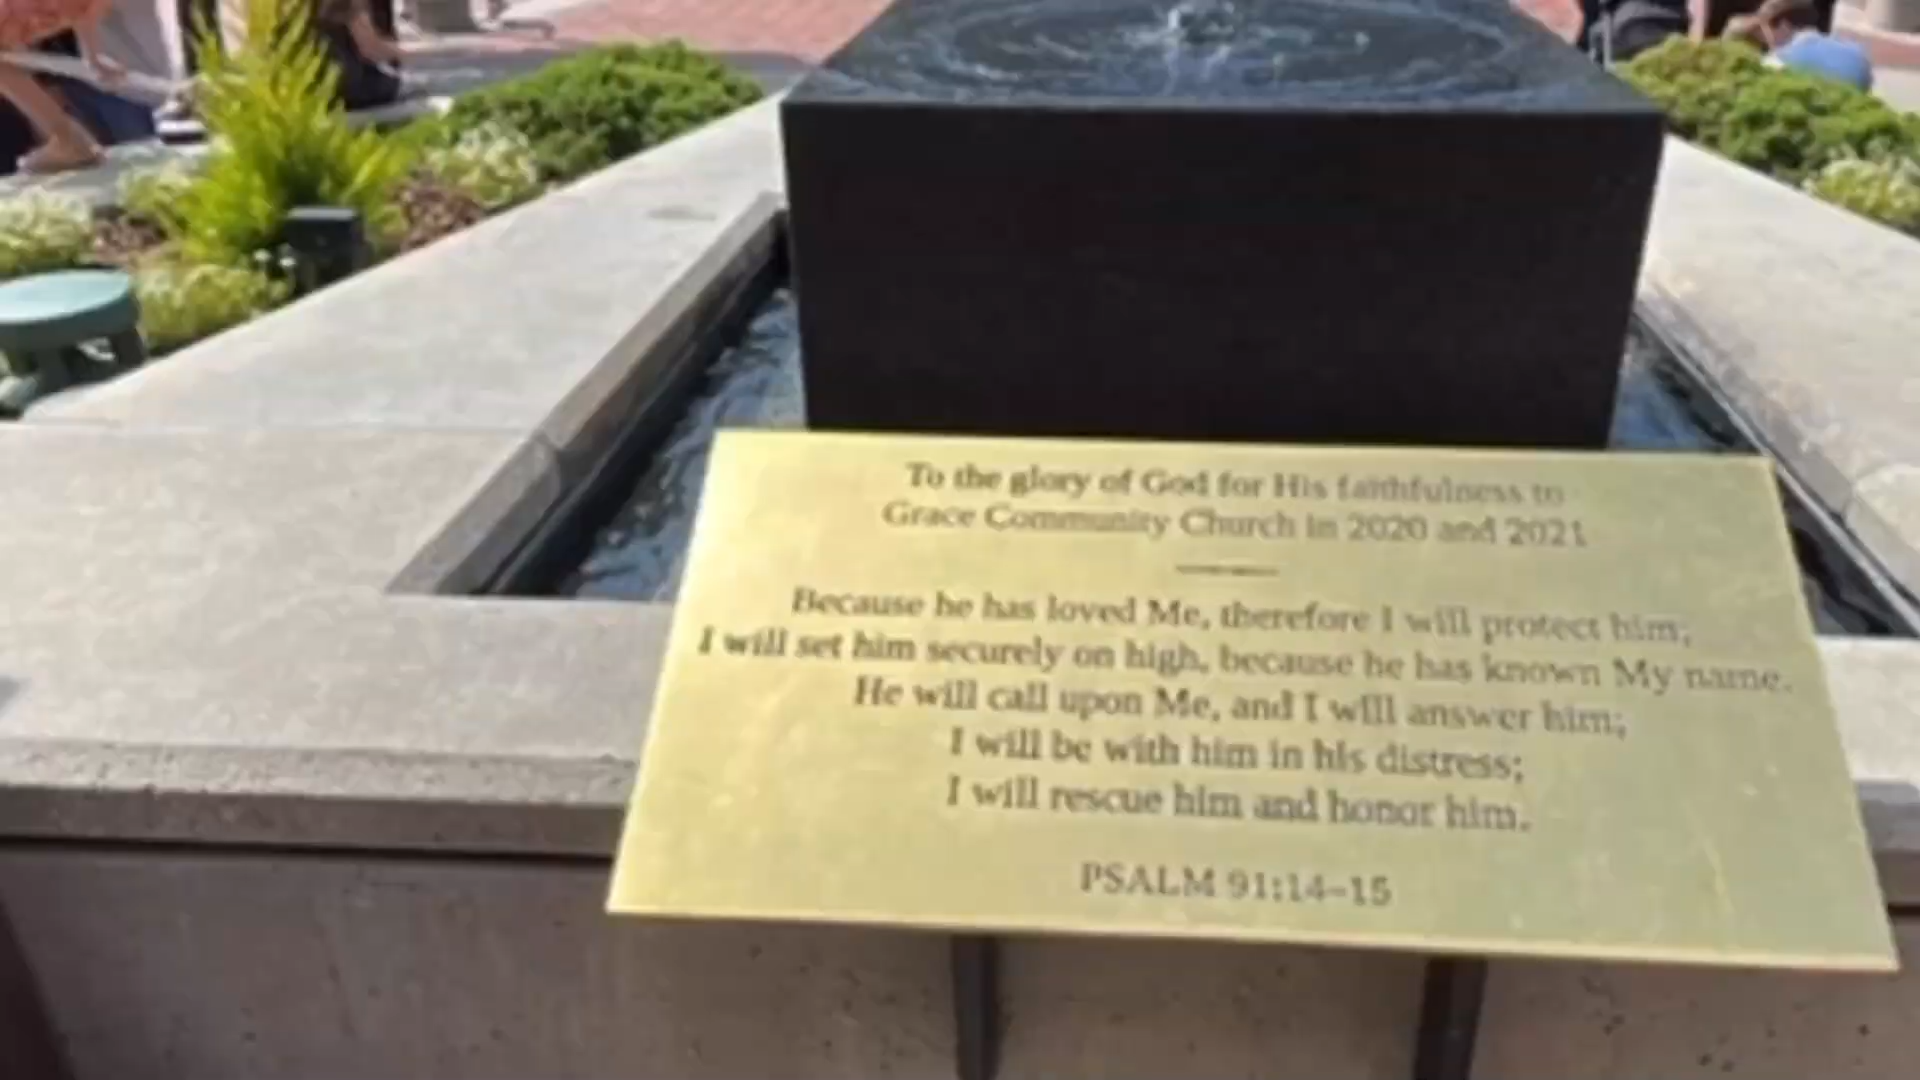 To the glory of God for His faithfulness to
Grace Community Church in 2020 and 2021
Because he has loved Me, therefore I will protect him;
I will set him securely on high, because he has known My name.
He will call upon Me, and I will answer him;
I will be with him in his distress;
I will rescue him and honor him.
PSALM 91:14–15